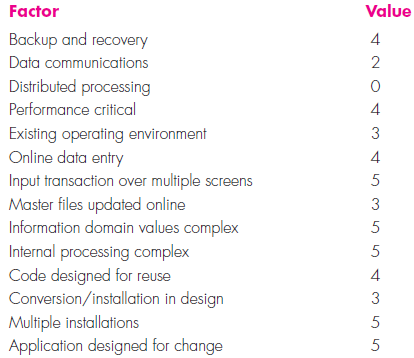 Factor Value
Backup and recovery 4
Data communications 2
Distributed processing 0
Performance critical 4
Existing operating environment 3
Online data entry 4
Input transaction over multiple screens 5
Master files updated online 3
Information domain values complex 5
Internal processing complex 5
Code designed for reuse 4
Conversion/installation in design 3
Multiple installations 5
Application designed for change 5